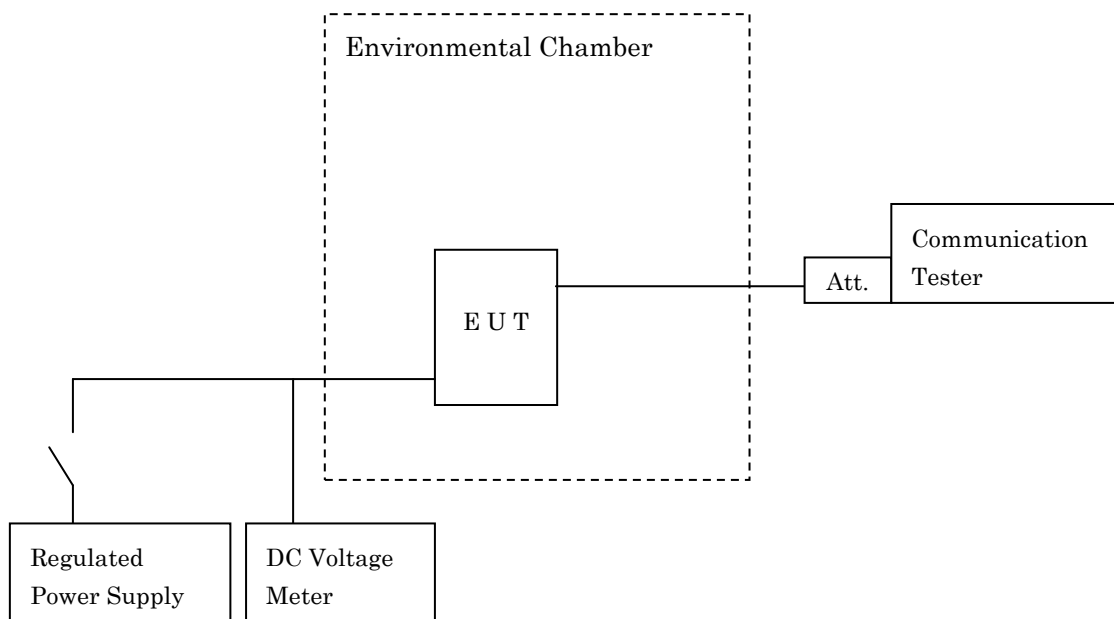 Environmental Chamber
Communication
Tester
Att.
E U T
Regulated
Power Supply
DC Voltage
Meter